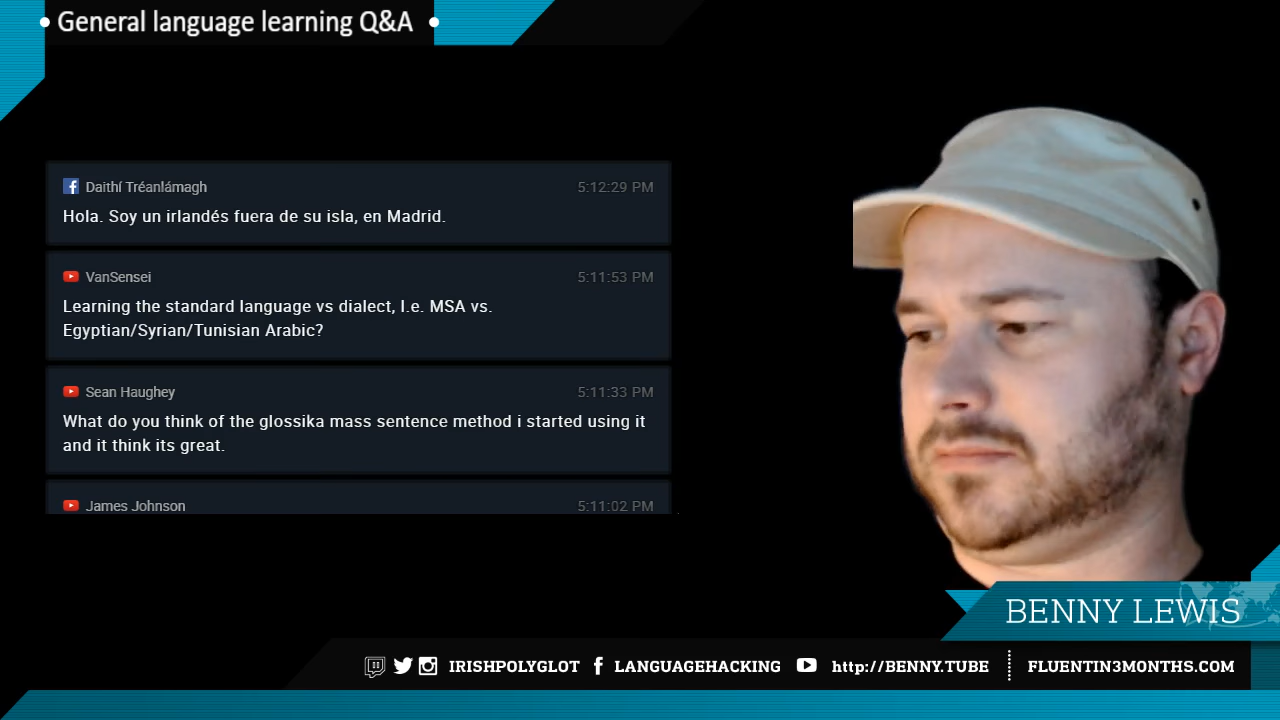 General language learning Q&A
Daithí Tréanlámagh 5:12:29 PM
Hola. Soy un irlandés fuera de su isla, en Madrid.
VanSensei 5:11:53 PM
Learning the standard language vs dialect, I.e. MSA vs.
Egyptian/Syrian/Tunisian Arabic?
Sean Haughey 5:11:33 PM
What do you think of the glossika mass sentence method i started using it
and it think its great.
James Johnson 5:11:02 PM
BENNY LEWIS
IRISHPOLYGLOT LANGUAGEHACKING http://BENNY.TUBE FLUENTIN3MONTHS.COM